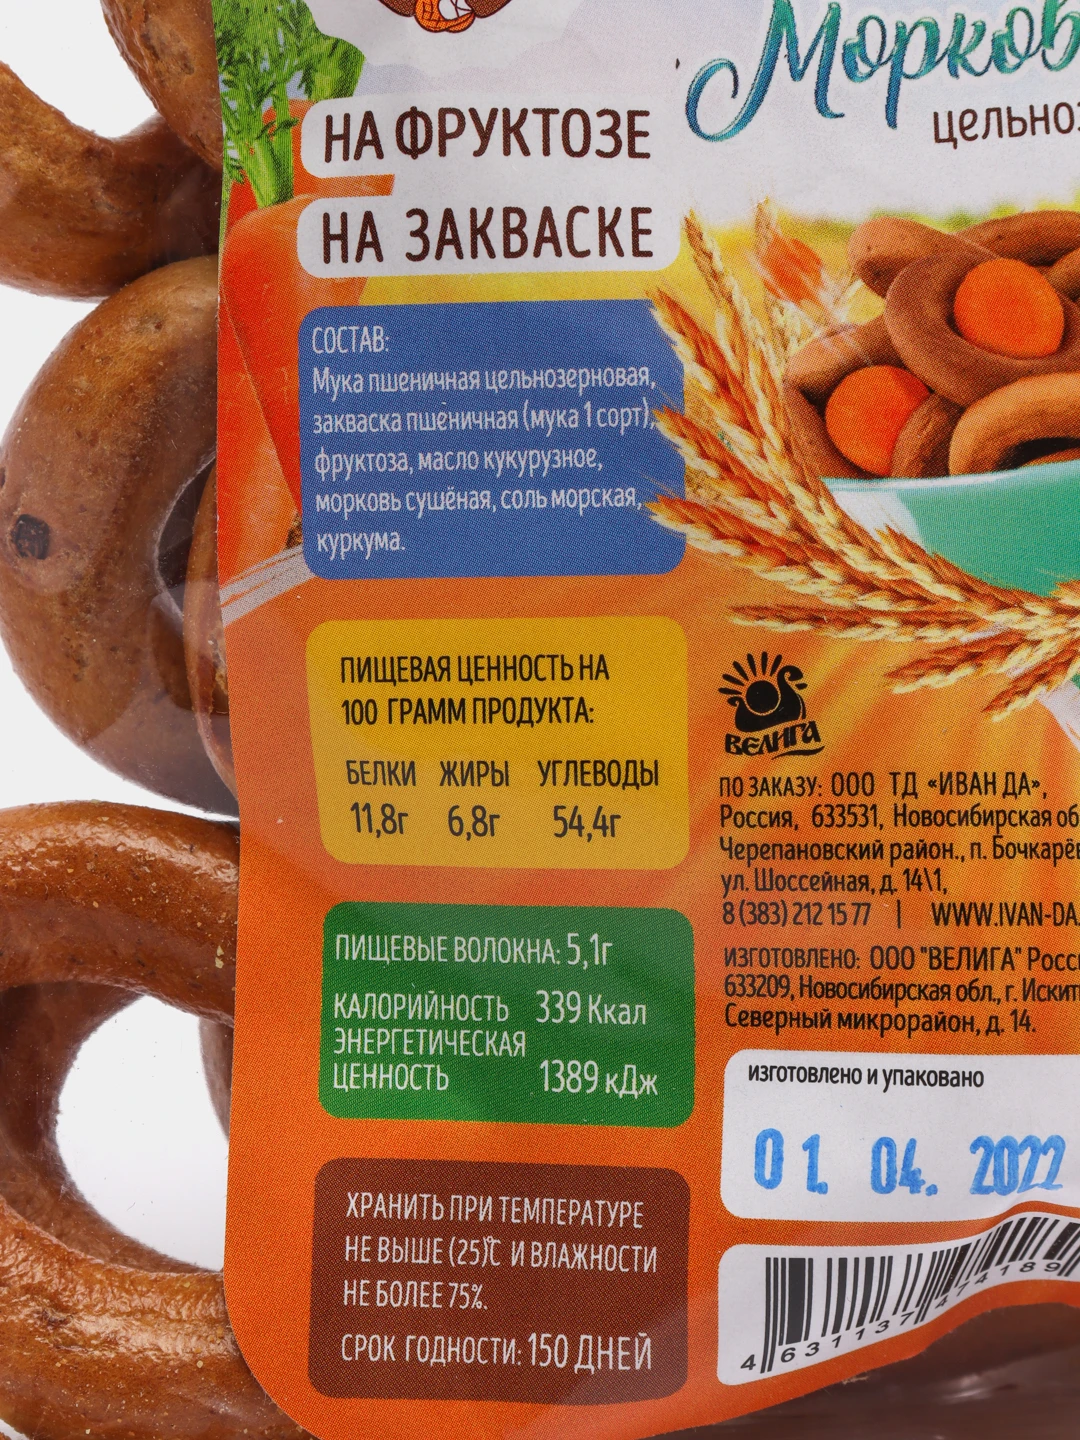 Морков
цельноз
НА ФРУКТОЗЕ
НА ЗАКВАСКЕ
СОСТАВ:
Мука пшеничная цельнозерновая,
закваска пшеничная (мука 1 сорт),
фруктоза, масло кукурузное,
морковь сушёная, соль морская,
куркума.
ПИЩЕВАЯ ЦЕННОСТЬ НА
100 ГРАММ ПРОДУКТА:
БЕЛКИ ЖИРЫ УГЛЕВОДЫ
11,8г 6,8г 54,4г
ПИЩЕВЫЕ ВОЛОКНА: 5,1г
КАЛОРИЙНОСТЬ 339 Ккал
ЭНЕРГЕТИЧЕСКАЯ
ЦЕННОСТЬ 1389 кДж
ХРАНИТЬ ПРИ ТЕМПЕРАТУРЕ
НЕ ВЫШЕ (25)°С И ВЛАЖНОСТИ
НЕ БОЛЕЕ 75%.
СРОК ГОДНОСТИ: 150 ДНЕЙ
ВЕЛИГА
ПО ЗАКАЗУ: ООО ТД «ИВАН ДА»,
Россия, 633531, Новосибирская об
Черепановский район., п. Бочкарёв
ул. Шоссейная, д. 14\1,
8 (383) 212 15 77 | WWW.IVAN-DA.
ИЗГОТОВЛЕНО: ООО "ВЕЛИГА" Росс
633209, Новосибирская обл., г. Искит
Северный микрорайон, д. 14.
изготовлено и упаковано
01. 04. 2022
4 631137 474189